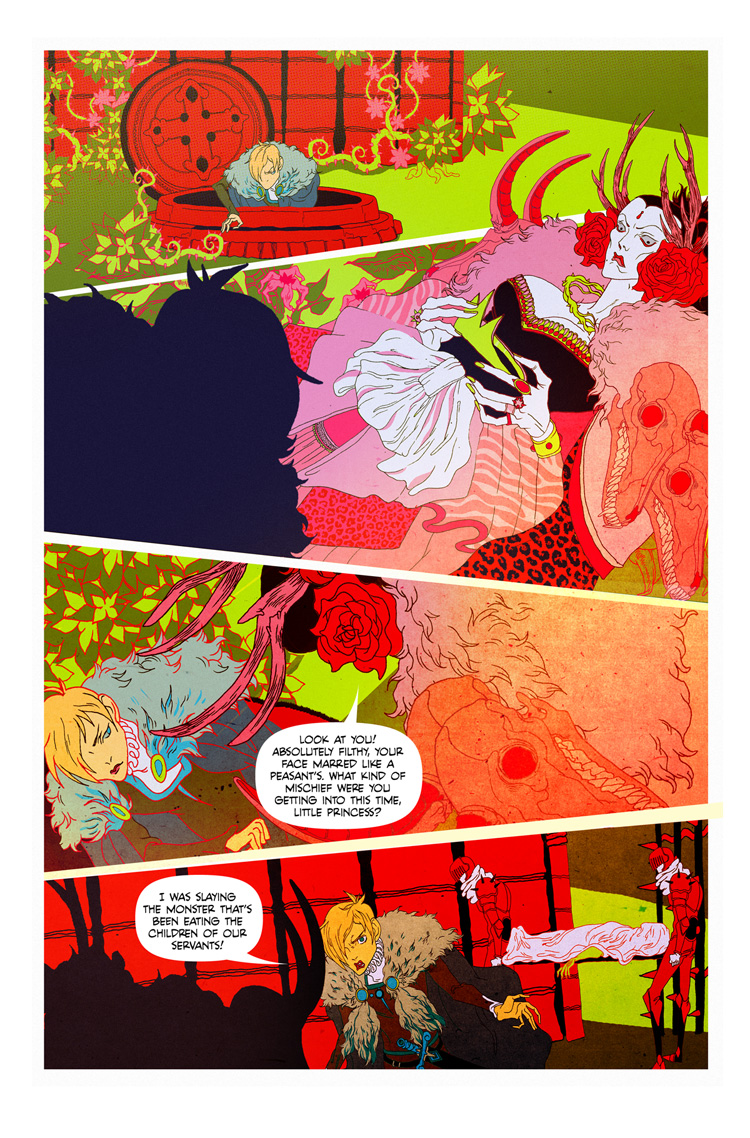 LOOK AT YOU!
ABSOLUTELY FILTHY, YOUR
FACE MARRED LIKE A
PEASANT'S. WHAT KIND OF
MISCHIEF WERE YOU
GETTING INTO THIS TIME,
LITTLE PRINCESS?
I WAS SLAYING
THE MONSTER THAT'S
BEEN EATING THE
CHILDREN OF OUR
SERVANTS!